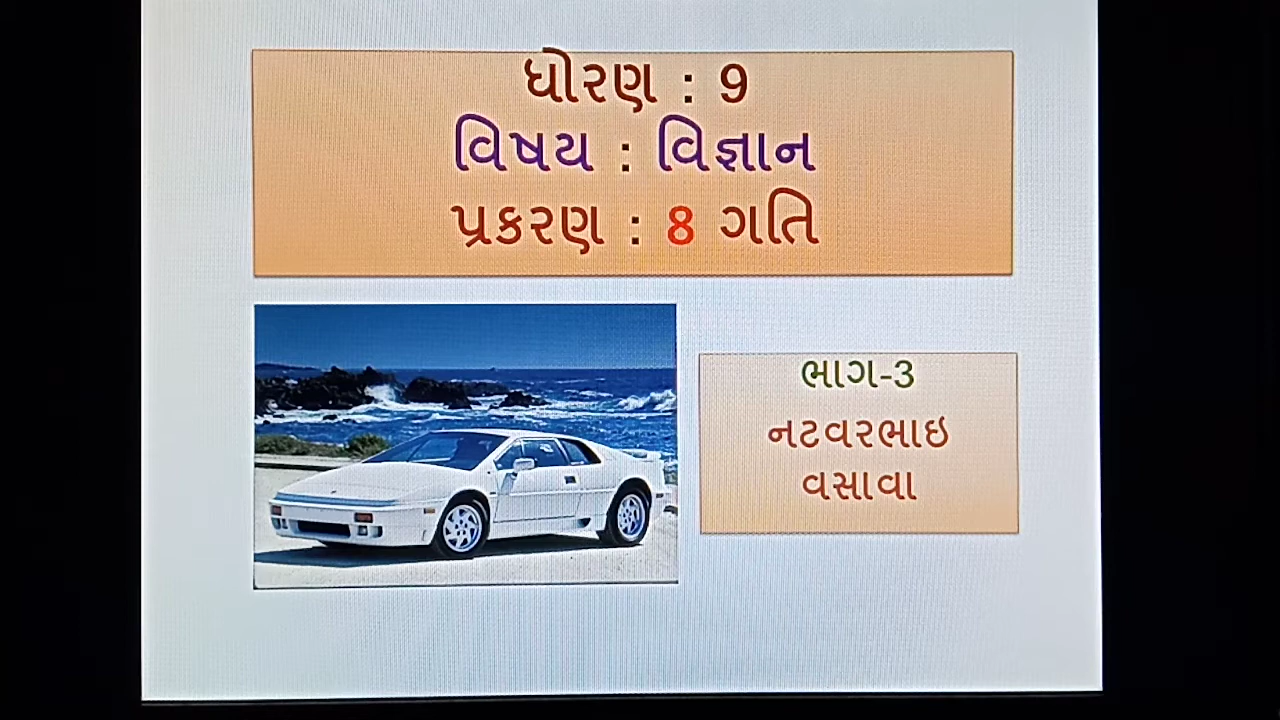 ધોરણ : 9
વિષય : વિજ્ઞાન
પ્રકરણ : 8 ગતિ
ભાગ-3
નટવરભાઇ
વસાવા